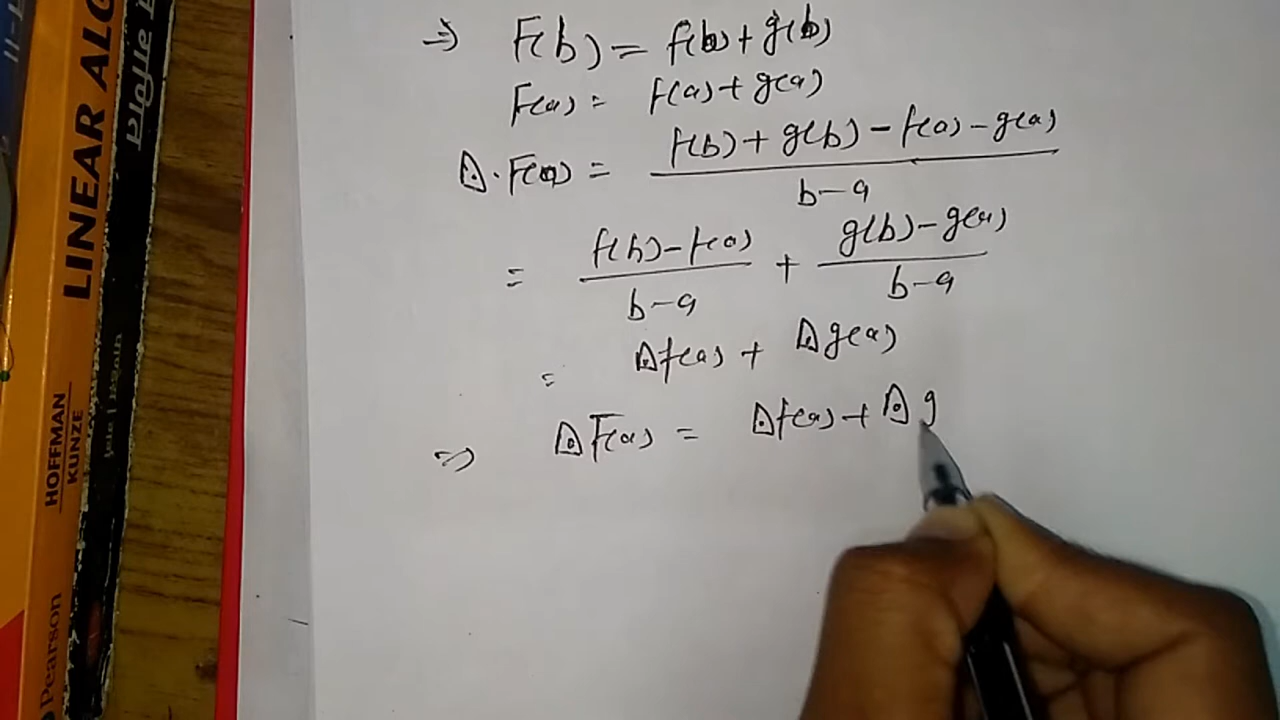 ⇒ F(b) = f(b) + g(b)
F(a) = f(a) + g(a)
⍋. F(a) = f(b) + g(b) - f(a) - g(a) / b-a
= f(b) - f(a) / b-a + g(b) - g(a) / b-a
= ⍋f(a) + ⍋g(a)
⇒ ⍋F(a) = ⍋f(a) + ⍋g
LINEAR ALG
HOFFMAN
KUNZE
Pearson